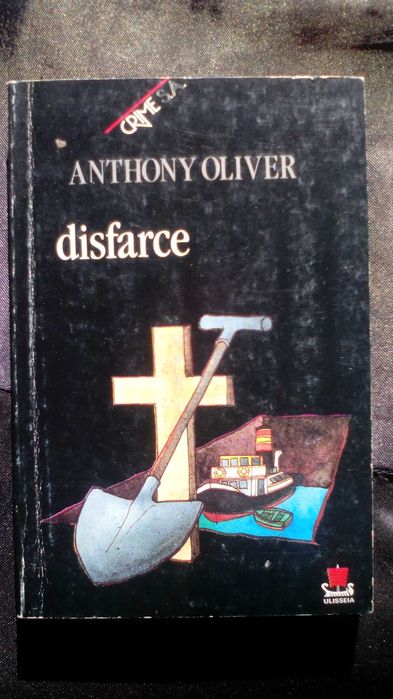 CRIME S.A.
ANTHONY OLIVER
disfarce
ULISSEIA